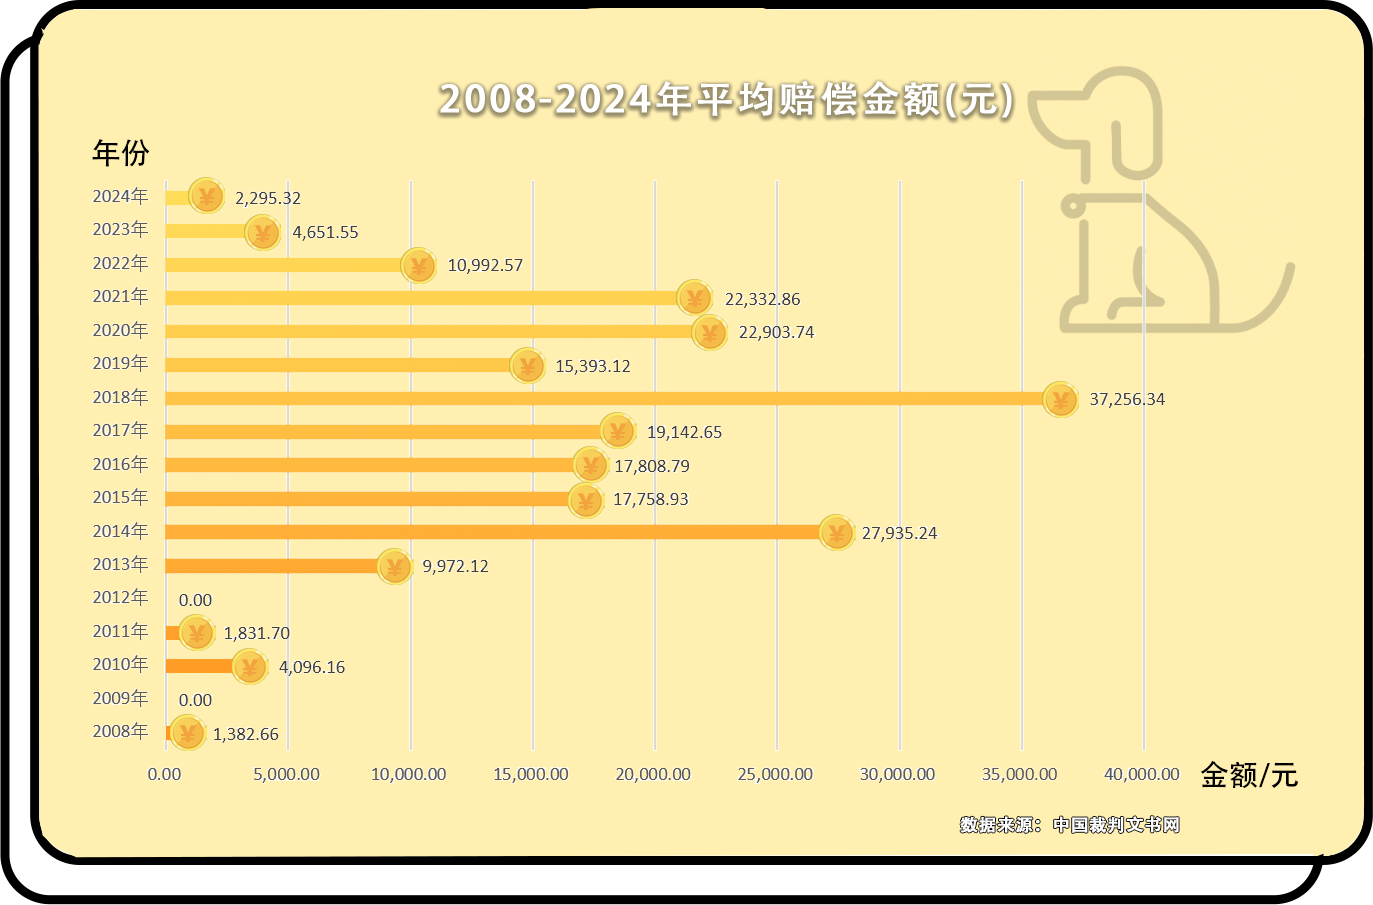 2008-2024年平均赔偿金额(元)
年份
2024年 2,295.32
2023年 4,651.55
2022年 10,992.57
2021年 22,332.86
2020年 22,903.74
2019年 15,393.12
2018年 37,256.34
2017年 19,142.65
2016年 17,808.79
2015年 17,758.93
2014年 27,935.24
2013年 9,972.12
2012年 0.00
2011年 1,831.70
2010年 4,096.16
2009年 0.00
2008年 1,382.66
0.00 5,000.00 10,000.00 15,000.00 20,000.00 25,000.00 30,000.00 35,000.00 40,000.00 金额/元
数据来源：中国裁判文书网